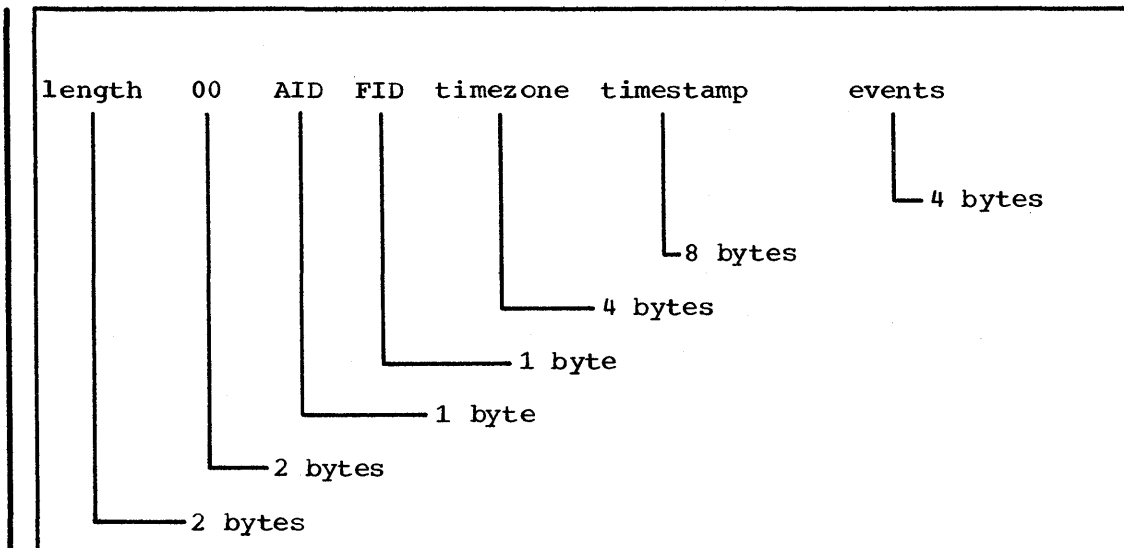 length 00 AID FID timezone timestamp events
4 bytes
8 bytes
4 bytes
1 byte
1 byte
2 bytes
2 bytes